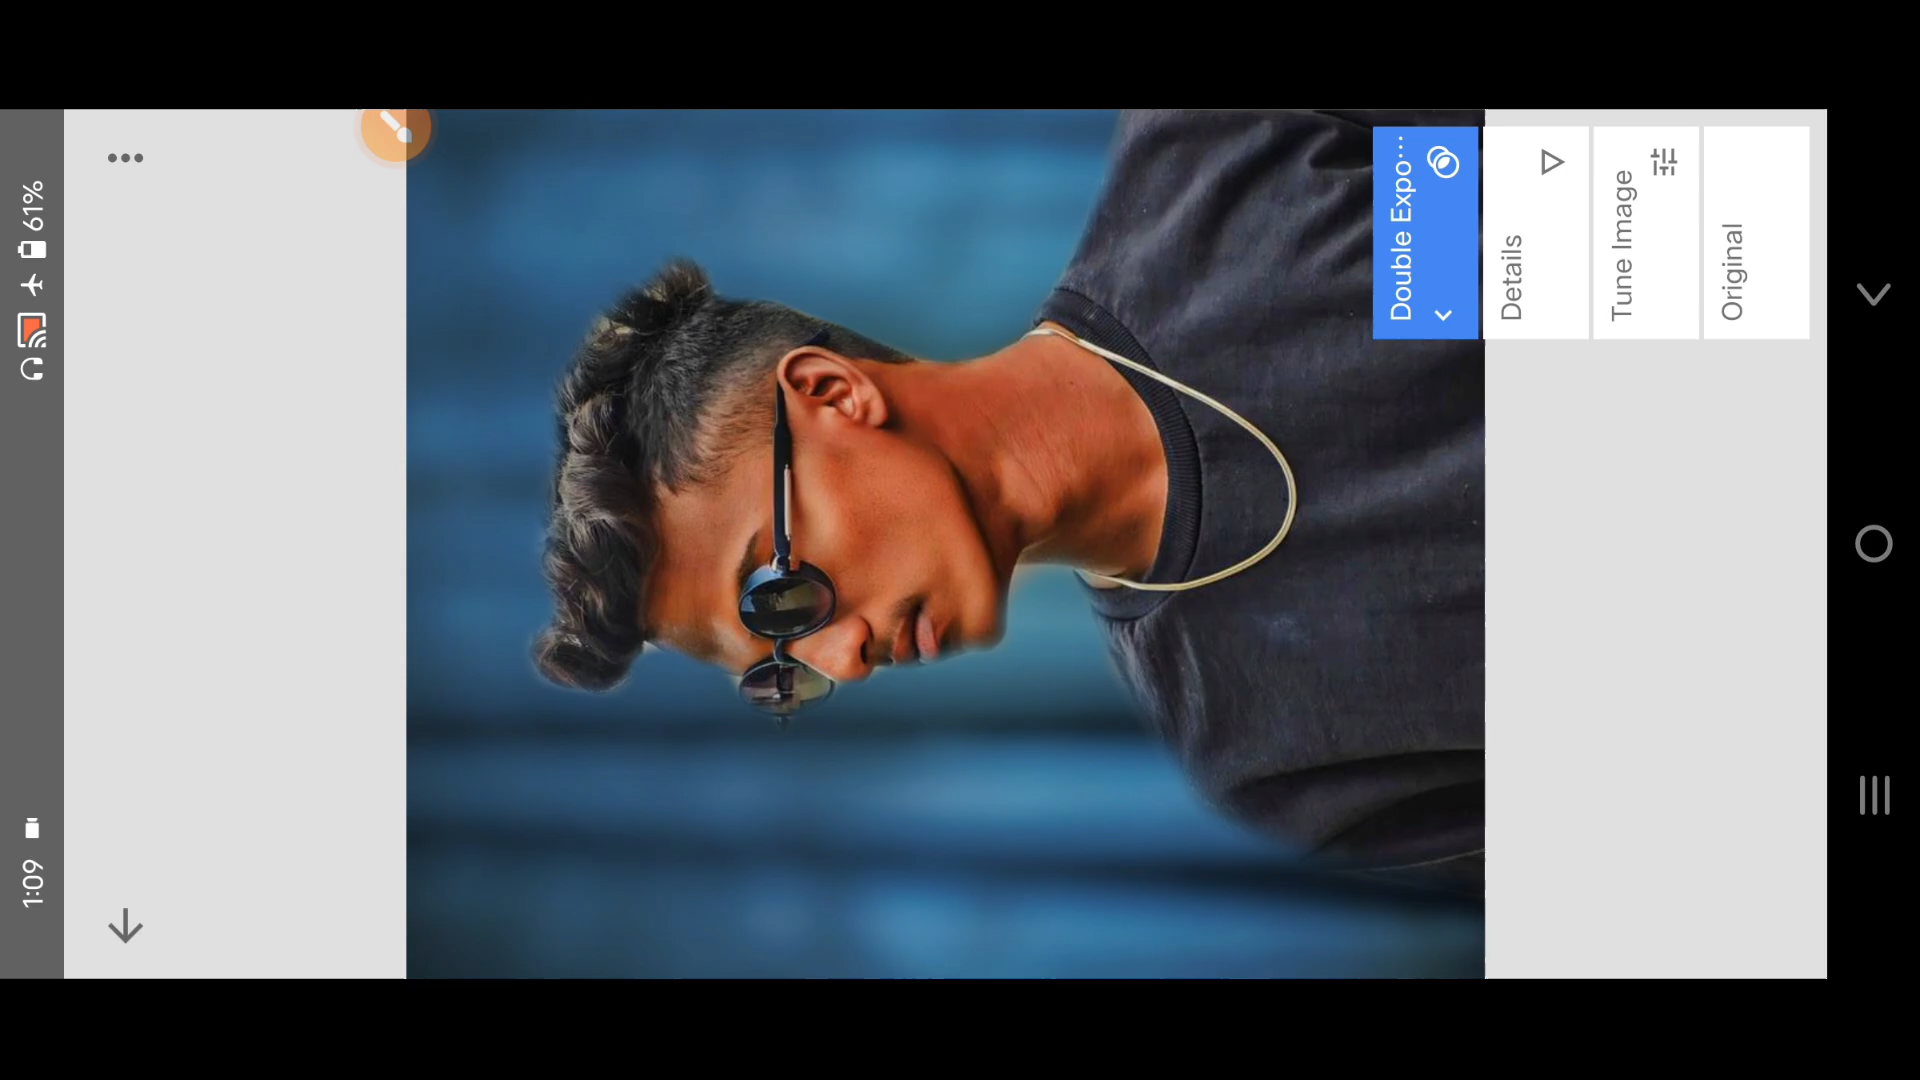 1:09
61%
Double Expo...
Details
Tune Image
Original